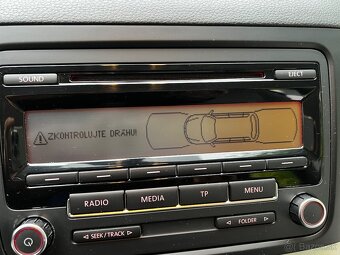 SOUND
EJECT
ZKONTROLUJTE DRÁHU!
RADIO
MEDIA
TP
MENU
SEEK/TRACK
FOLDER